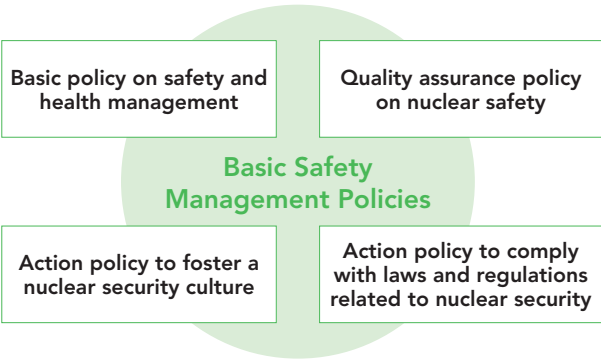 Basic policy on safety and
health management
Quality assurance policy
on nuclear safety
Basic Safety
Management Policies
Action policy to foster a
nuclear security culture
Action policy to comply
with laws and regulations
related to nuclear security